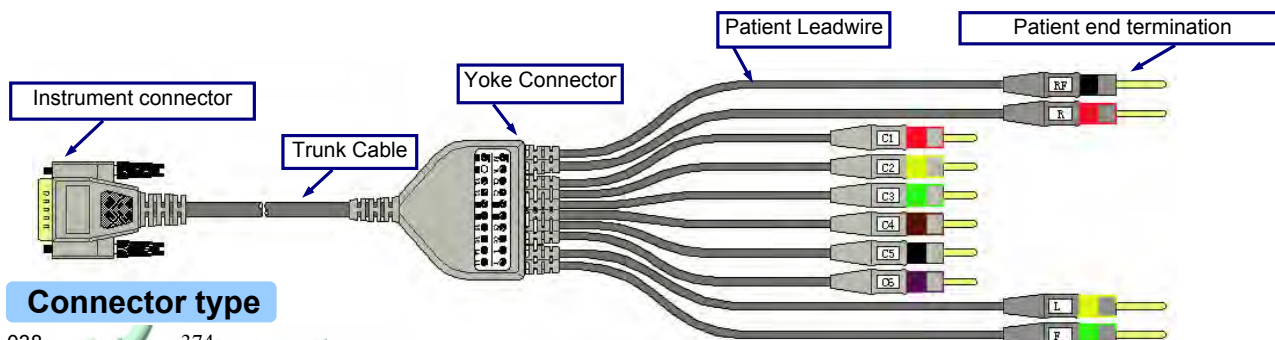 Patient Leadwire
Patient end termination
Yoke Connector
Instrument connector
Trunk Cable
RF
R
C1
C2
C3
C4
C5
C6
L
F
Connector type